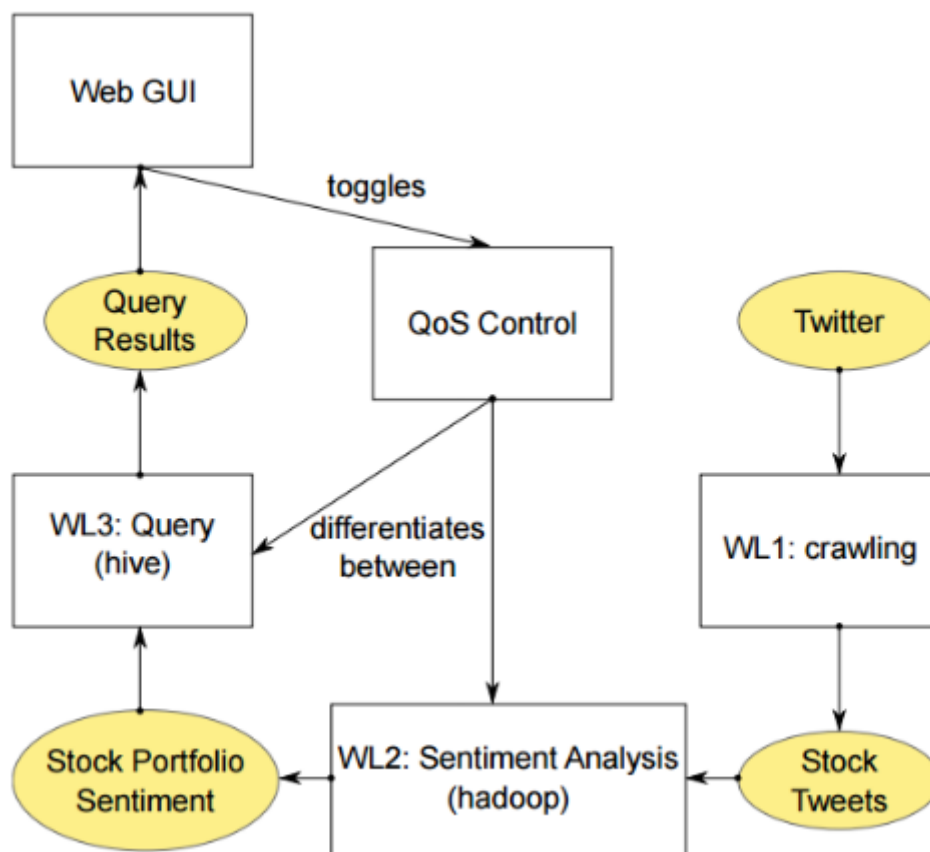 Web GUI
toggles
Query
Results
QoS Control
Twitter
WL3: Query
(hive)
differentiates
between
WL1: crawling
Stock Portfolio
Sentiment
WL2: Sentiment Analysis
(hadoop)
Stock
Tweets